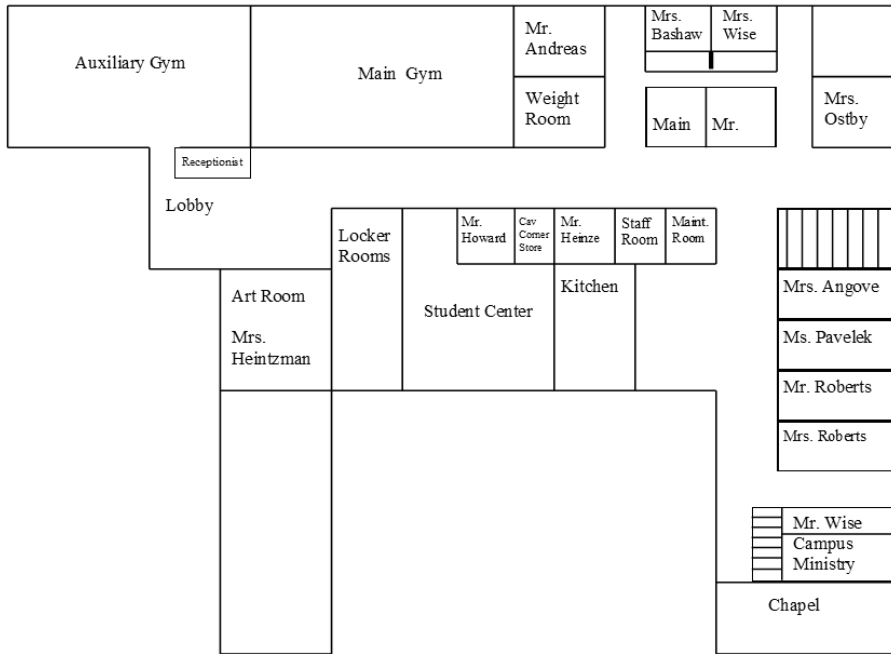 Auxiliary Gym
Main Gym
Mr.
Andreas
Mrs.
Bashaw
Mrs.
Wise
Weight
Room
Main
Mr.
Mrs.
Ostby
Receptionist
Lobby
Locker
Rooms
Mr.
Howard
Cav
Corner
Store
Mr.
Heinze
Staff
Room
Maint.
Room
Art Room
Mrs.
Heintzman
Student Center
Kitchen
Mrs. Angove
Ms. Pavelek
Mr. Roberts
Mrs. Roberts
Mr. Wise
Campus
Ministry
Chapel